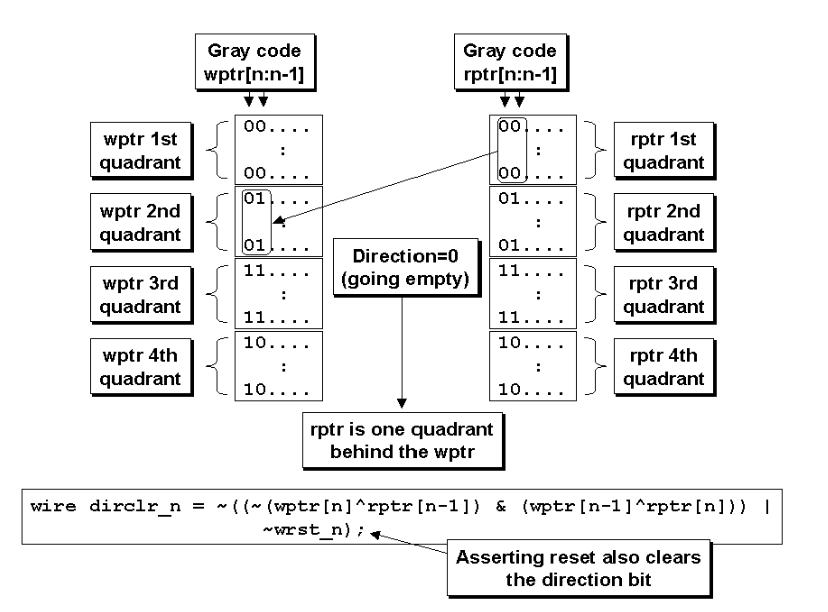 Gray code
wptr[n:n-1]
Gray code
rptr[n:n-1]
wptr 1st
quadrant
00....
:
00....
00....
:
00....
rptr 1st
quadrant
wptr 2nd
quadrant
01....
:
01....
01....
:
01....
rptr 2nd
quadrant
Direction=0
(going empty)
wptr 3rd
quadrant
11....
:
11....
11....
:
11....
rptr 3rd
quadrant
wptr 4th
quadrant
10....
:
10....
10....
:
10....
rptr 4th
quadrant
rptr is one quadrant
behind the wptr
wire dirclr_n = ~((~(wptr[n]^rptr[n-1]) & (wptr[n-1]^rptr[n])) |
~wrst_n);
Asserting reset also clears
the direction bit